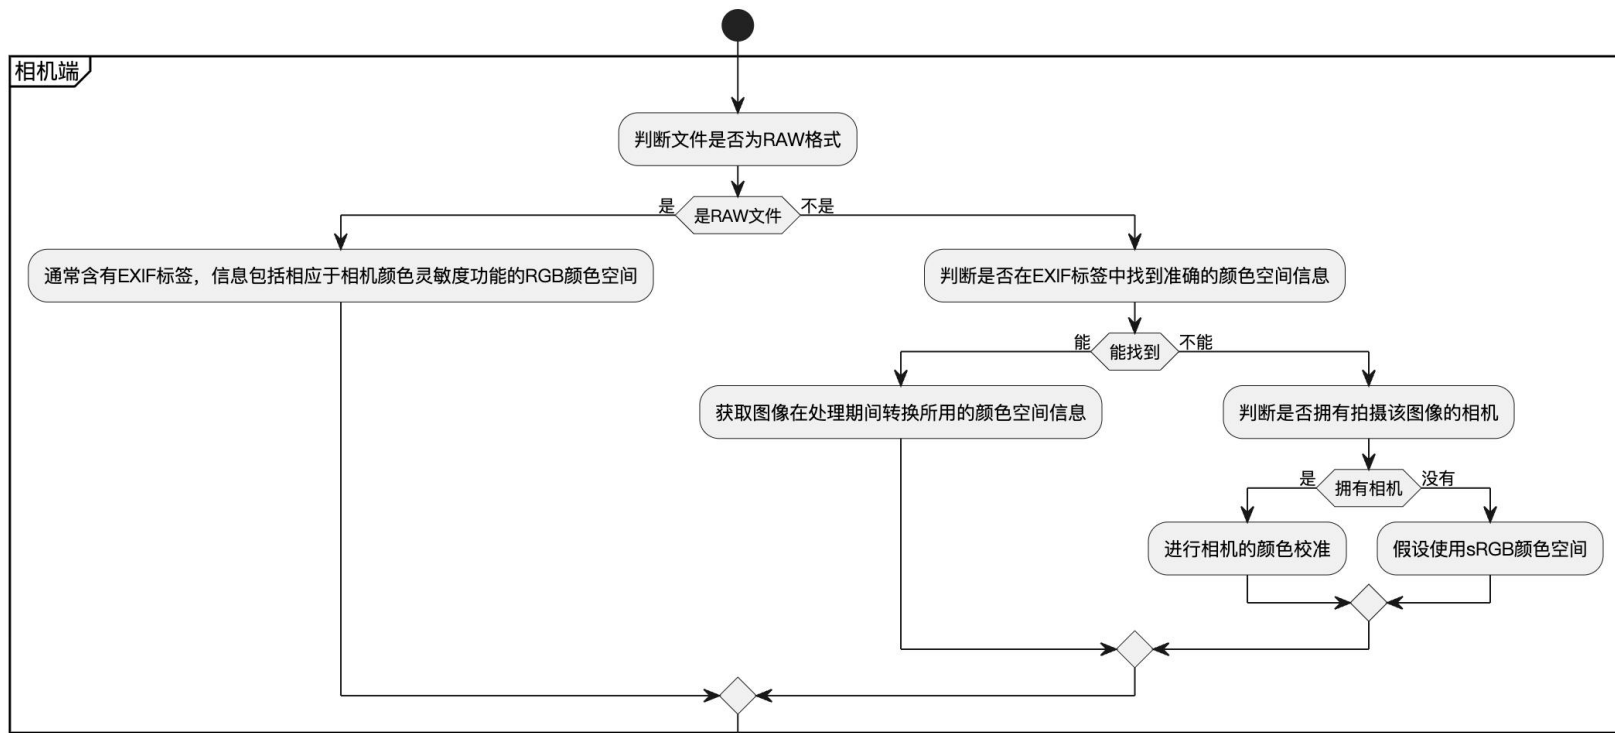 相机端
判断文件是否为RAW格式
是
是RAW文件
不是
通常含有EXIF标签，信息包括相应于相机颜色灵敏度功能的RGB颜色空间
判断是否在EXIF标签中找到准确的颜色空间信息
能
能找到
不能
获取图像在处理期间转换所用的颜色空间信息
判断是否拥有拍摄该图像的相机
是
拥有相机
没有
进行相机的颜色校准
假设使用sRGB颜色空间